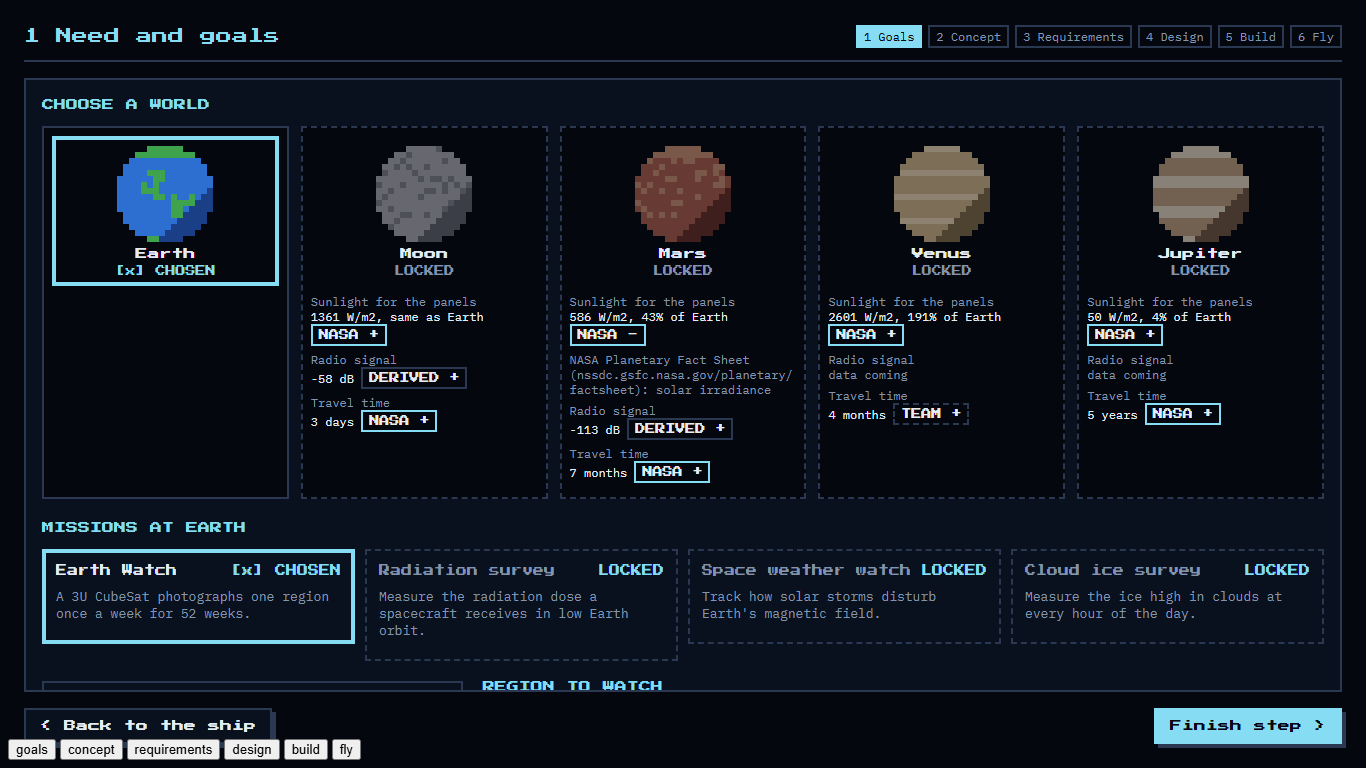 1 Need and goals
1 Goals
2 Concept
3 Requirements
4 Design
5 Build
6 Fly
CHOOSE A WORLD
Earth
[x] CHOSEN
Moon
LOCKED
Sunlight for the panels
1361 W/m2, same as Earth
NASA +
Radio signal
-58 dB DERIVED +
Travel time
3 days NASA +
Mars
LOCKED
Sunlight for the panels
586 W/m2, 43% of Earth
NASA −
NASA Planetary Fact Sheet
(nssdc.gsfc.nasa.gov/planetary/
factsheet): solar irradiance
Radio signal
-113 dB DERIVED +
Travel time
7 months NASA +
Venus
LOCKED
Sunlight for the panels
2601 W/m2, 191% of Earth
NASA +
Radio signal
data coming
Travel time
4 months TEAM +
Jupiter
LOCKED
Sunlight for the panels
50 W/m2, 4% of Earth
NASA +
Radio signal
data coming
Travel time
5 years NASA +
MISSIONS AT EARTH
Earth Watch [x] CHOSEN
A 3U CubeSat photographs one region
once a week for 52 weeks.
Radiation survey LOCKED
Measure the radiation dose a
spacecraft receives in low Earth
orbit.
Space weather watch LOCKED
Track how solar storms disturb
Earth's magnetic field.
Cloud ice survey LOCKED
Measure the ice high in clouds at
every hour of the day.
REGION TO WATCH
< Back to the ship
Finish step >
goals
concept
requirements
design
build
fly